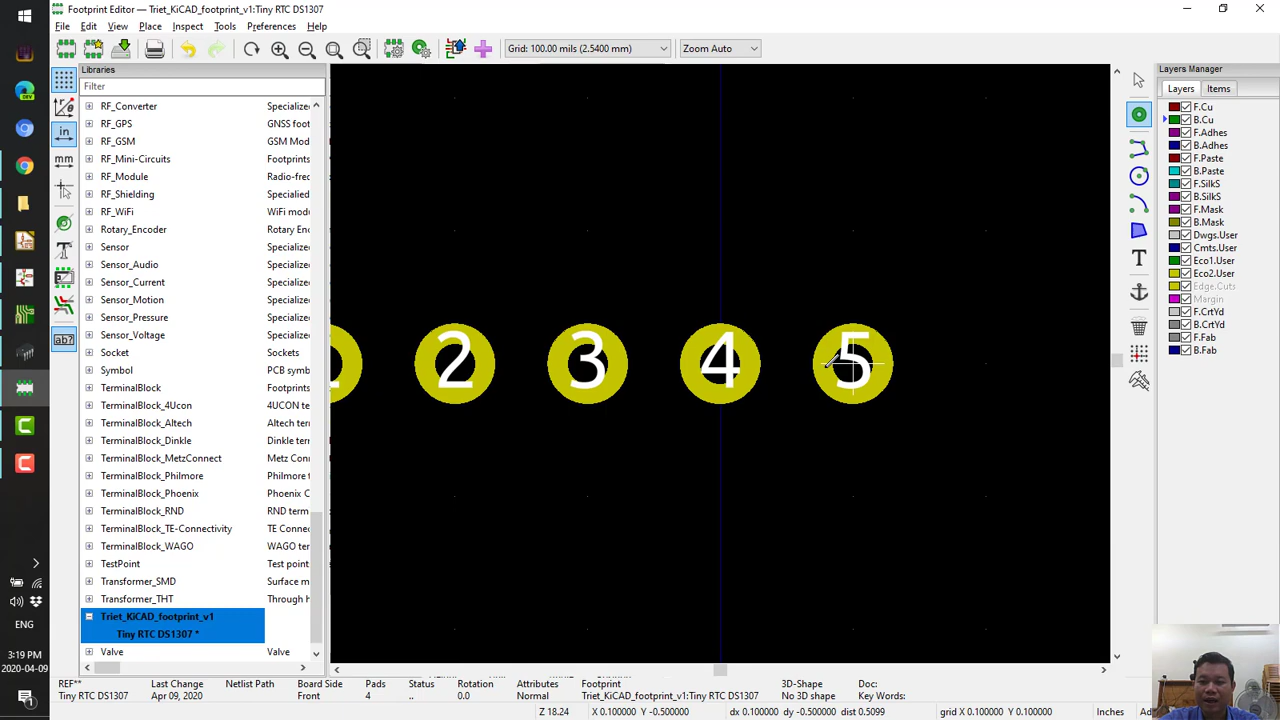 Footprint Editor — Triet_KiCAD_footprint_v1:Tiny RTC DS1307
File Edit View Place Inspect Tools Preferences Help
Grid: 100.00 mils (2.5400 mm) Zoom Auto
Libraries
Filter
RF_Converter Specialize
RF_GPS GNSS foot
RF_GSM GSM Mod
RF_Mini-Circuits Footprints
RF_Module Radio-fre
RF_Shielding Specialied
RF_WiFi WiFi modu
Rotary_Encoder Rotary Enc
Sensor Specialize
Sensor_Audio Specialize
Sensor_Current Specialize
Sensor_Motion Specialize
Sensor_Pressure Specialize
Sensor_Voltage Specialize
Socket Sockets
Symbol PCB symb
TerminalBlock Footprints
TerminalBlock_4Ucon 4UCON ter
TerminalBlock_Altech Altech term
TerminalBlock_Dinkle Dinkle tern
TerminalBlock_MetzConnect Metz Conn
TerminalBlock_Philmore Philmore t
TerminalBlock_Phoenix Phoenix C
TerminalBlock_RND RND termi
TerminalBlock_TE-Connectivity TE Connec
TerminalBlock_WAGO WAGO ter
TestPoint Test point
Transformer_SMD Surface m
Transformer_THT Through h
Triet_KiCAD_footprint_v1
Tiny RTC DS1307 *
Valve Valve
in
mm
ab?
2 3 4 5
Layers Manager
Layers Items
F.Cu
B.Cu
F.Adhes
B.Adhes
F.Paste
B.Paste
F.SilkS
B.SilkS
F.Mask
B.Mask
Dwgs.User
Cmts.User
Eco1.User
Eco2.User
Edge.Cuts
Margin
F.CrtYd
B.CrtYd
F.Fab
B.Fab
ENG
3:19 PM
2020-04-09
REF** Last Change Netlist Path Board Side Pads Status Rotation Attributes Footprint 3D-Shape Doc:
Tiny RTC DS1307 Apr 09, 2020 Front 4 .. 0.0 Normal Triet_KiCAD_footprint_v1:Tiny RTC DS1307 No 3D shape Key Words:
Z 18.24 X 0.100000 Y -0.500000 dx 0.100000 dy -0.500000 dist 0.5099 grid X 0.100000 Y 0.100000 Inches